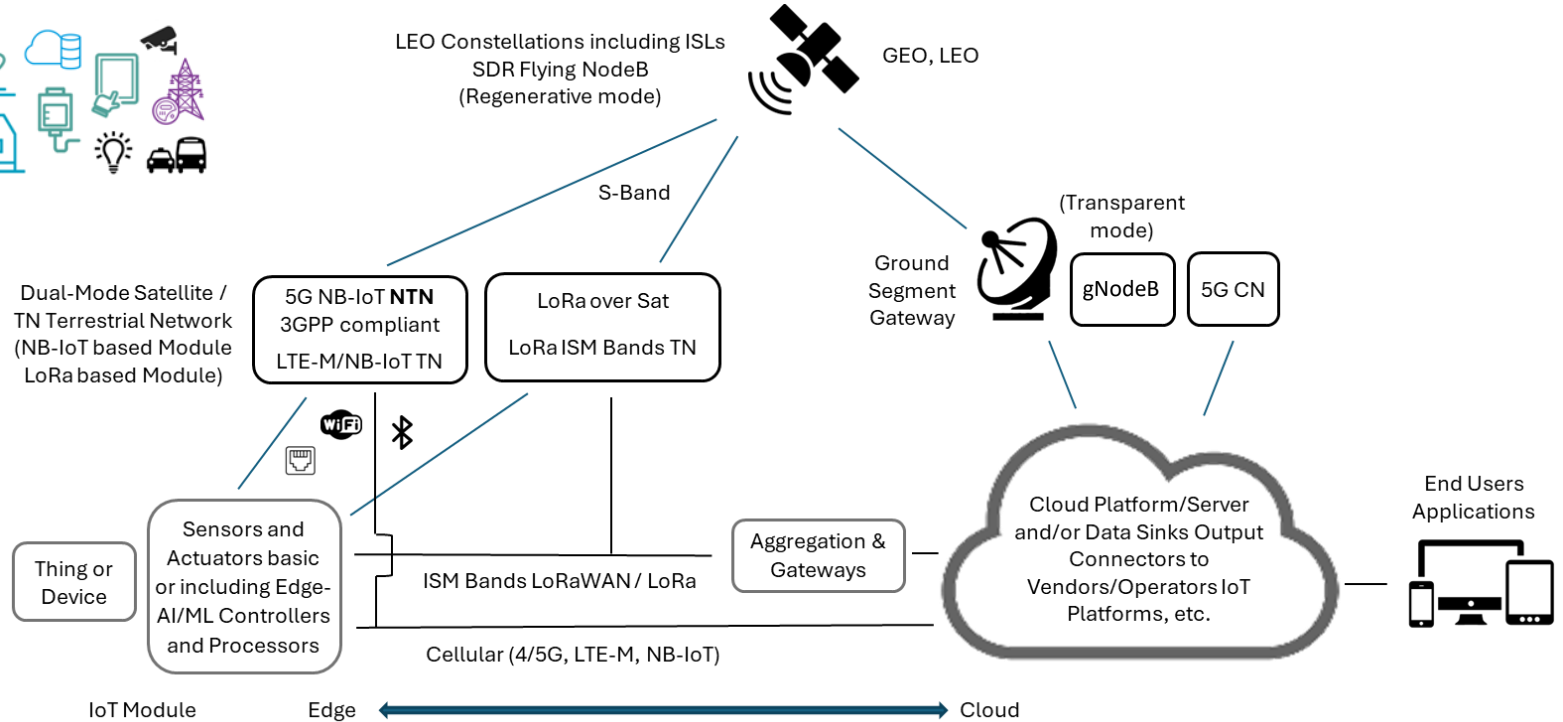 LEO Constellations including ISLs
SDR Flying NodeB
(Regenerative mode)
GEO, LEO
S-Band
(Transparent
mode)
Ground
Segment
Gateway
gNodeB
5G CN
Dual-Mode Satellite /
TN Terrestrial Network
(NB-IoT based Module
LoRa based Module)
5G NB-IoT NTN
3GPP compliant
LTE-M/NB-IoT TN
LoRa over Sat
LoRa ISM Bands TN
WiFi
Thing or
Device
Sensors and
Actuators basic
or including Edge-
AI/ML Controllers
and Processors
ISM Bands LoRaWAN / LoRa
Aggregation &
Gateways
Cellular (4/5G, LTE-M, NB-IoT)
Cloud Platform/Server
and/or Data Sinks Output
Connectors to
Vendors/Operators IoT
Platforms, etc.
End Users
Applications
IoT Module
Edge
Cloud